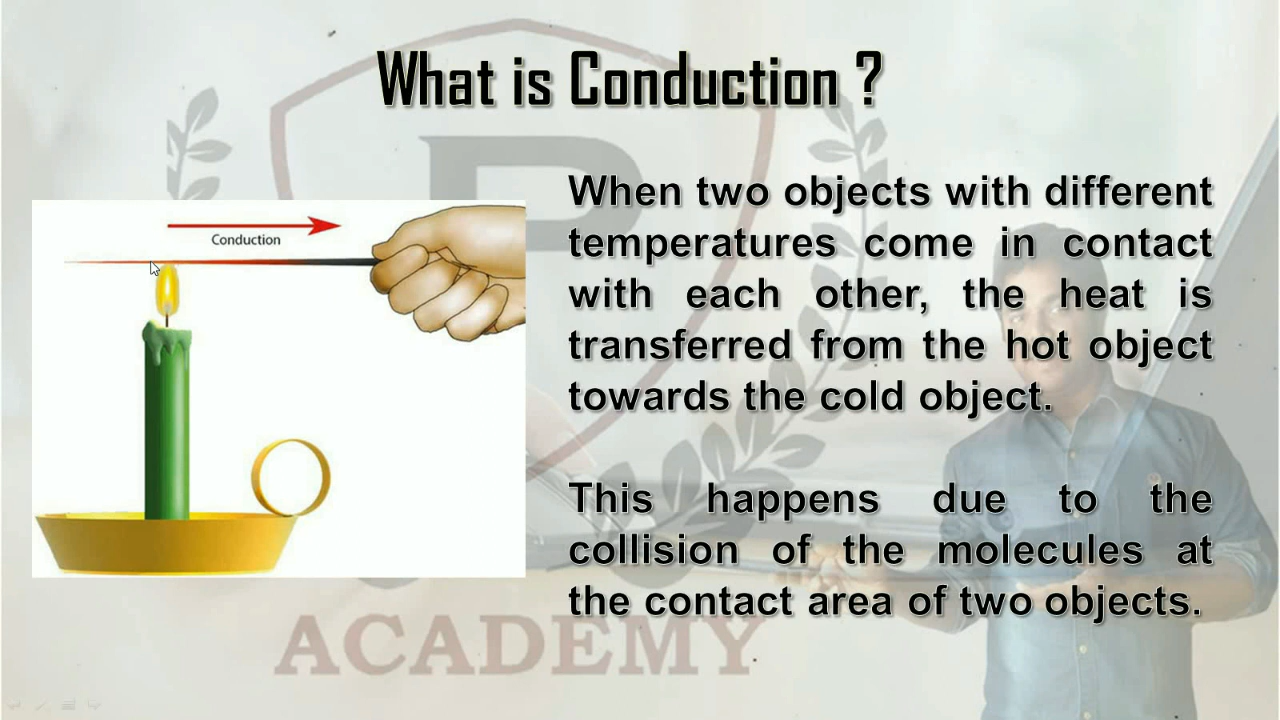 What is Conduction ?
Conduction
When two objects with different
temperatures come in contact
with each other, the heat is
transferred from the hot object
towards the cold object.
This happens due to the
collision of the molecules at
the contact area of two objects.
P
ACADEMY